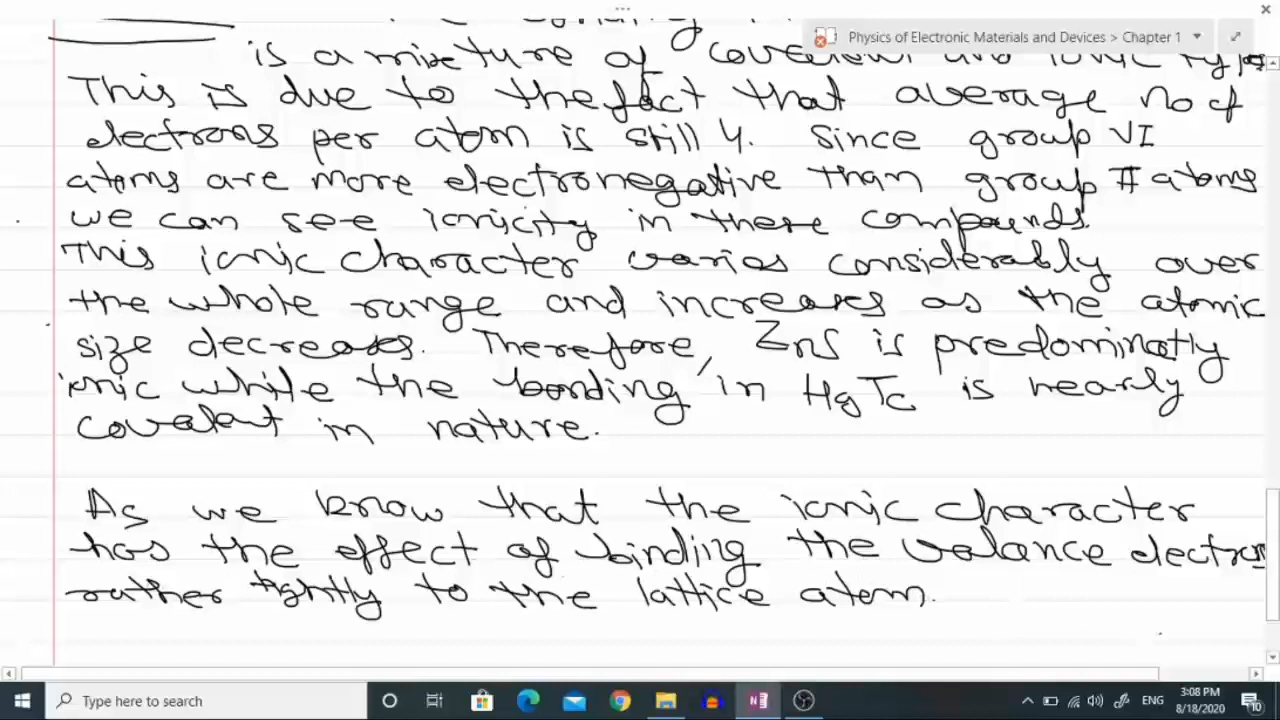 Physics of Electronic Materials and Devices > Chapter 1
is a mixture of covalent and ionic type
This is due to the fact that average no of
electrons per atom is still 4. Since group VI
atoms are more electronegative than group II atoms
we can see ionicity in these compounds.
This ionic character varies considerably over
the whole range and increases as the atomic
size decreases. Therefore, ZnS is predominatly
ionic while the bonding in HgTe is nearly
covalent in nature.
As we know that the ionic character
has the effect of binding the valance electrons
rather tightly to the lattice atom.
Type here to search
ENG
3:08 PM
8/18/2020
10